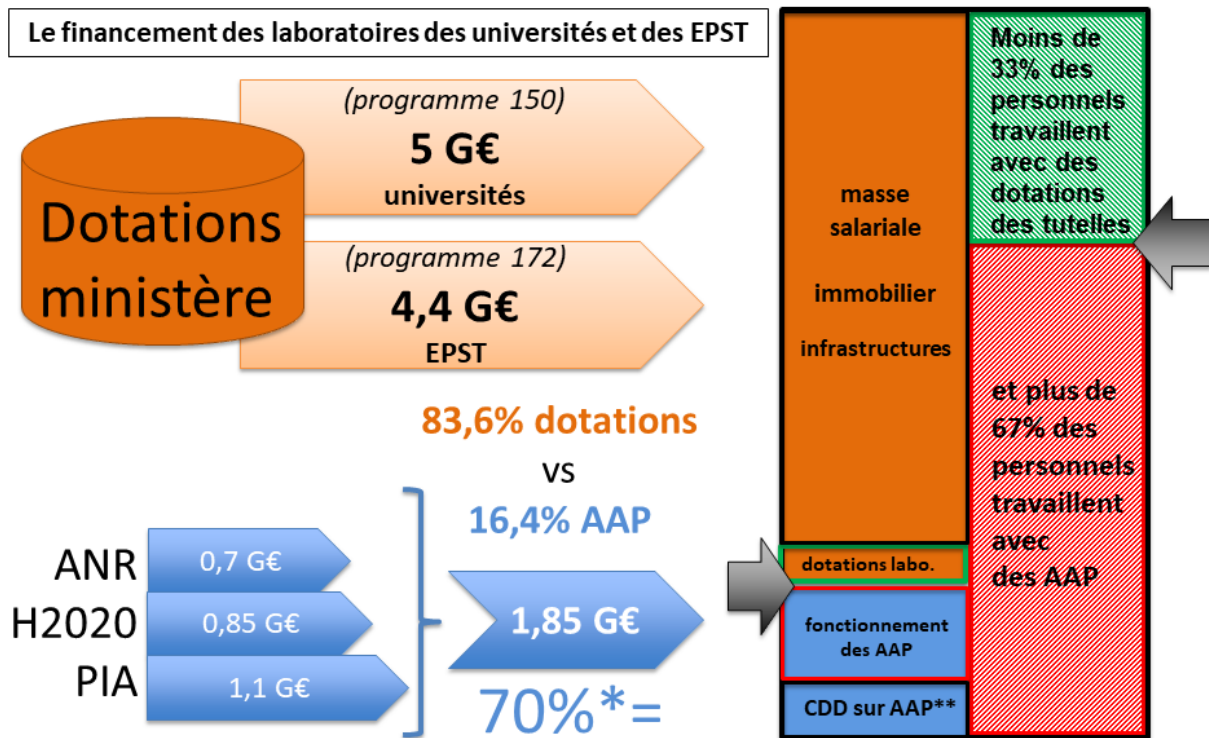 Le financement des laboratoires des universités et des EPST
Dotations
ministère
(programme 150)
5 G€
universités
(programme 172)
4,4 G€
EPST
83,6% dotations
vs
16,4% AAP
ANR
0,7 G€
H2020
0,85 G€
PIA
1,1 G€
1,85 G€
70%*=
masse
salariale
immobilier
infrastructures
dotations labo.
fonctionnement
des AAP
CDD sur AAP**
Moins de
33% des
personnels
travaillent
avec des
dotations
des tutelles
et plus de
67% des
personnels
travaillent
avec
des AAP